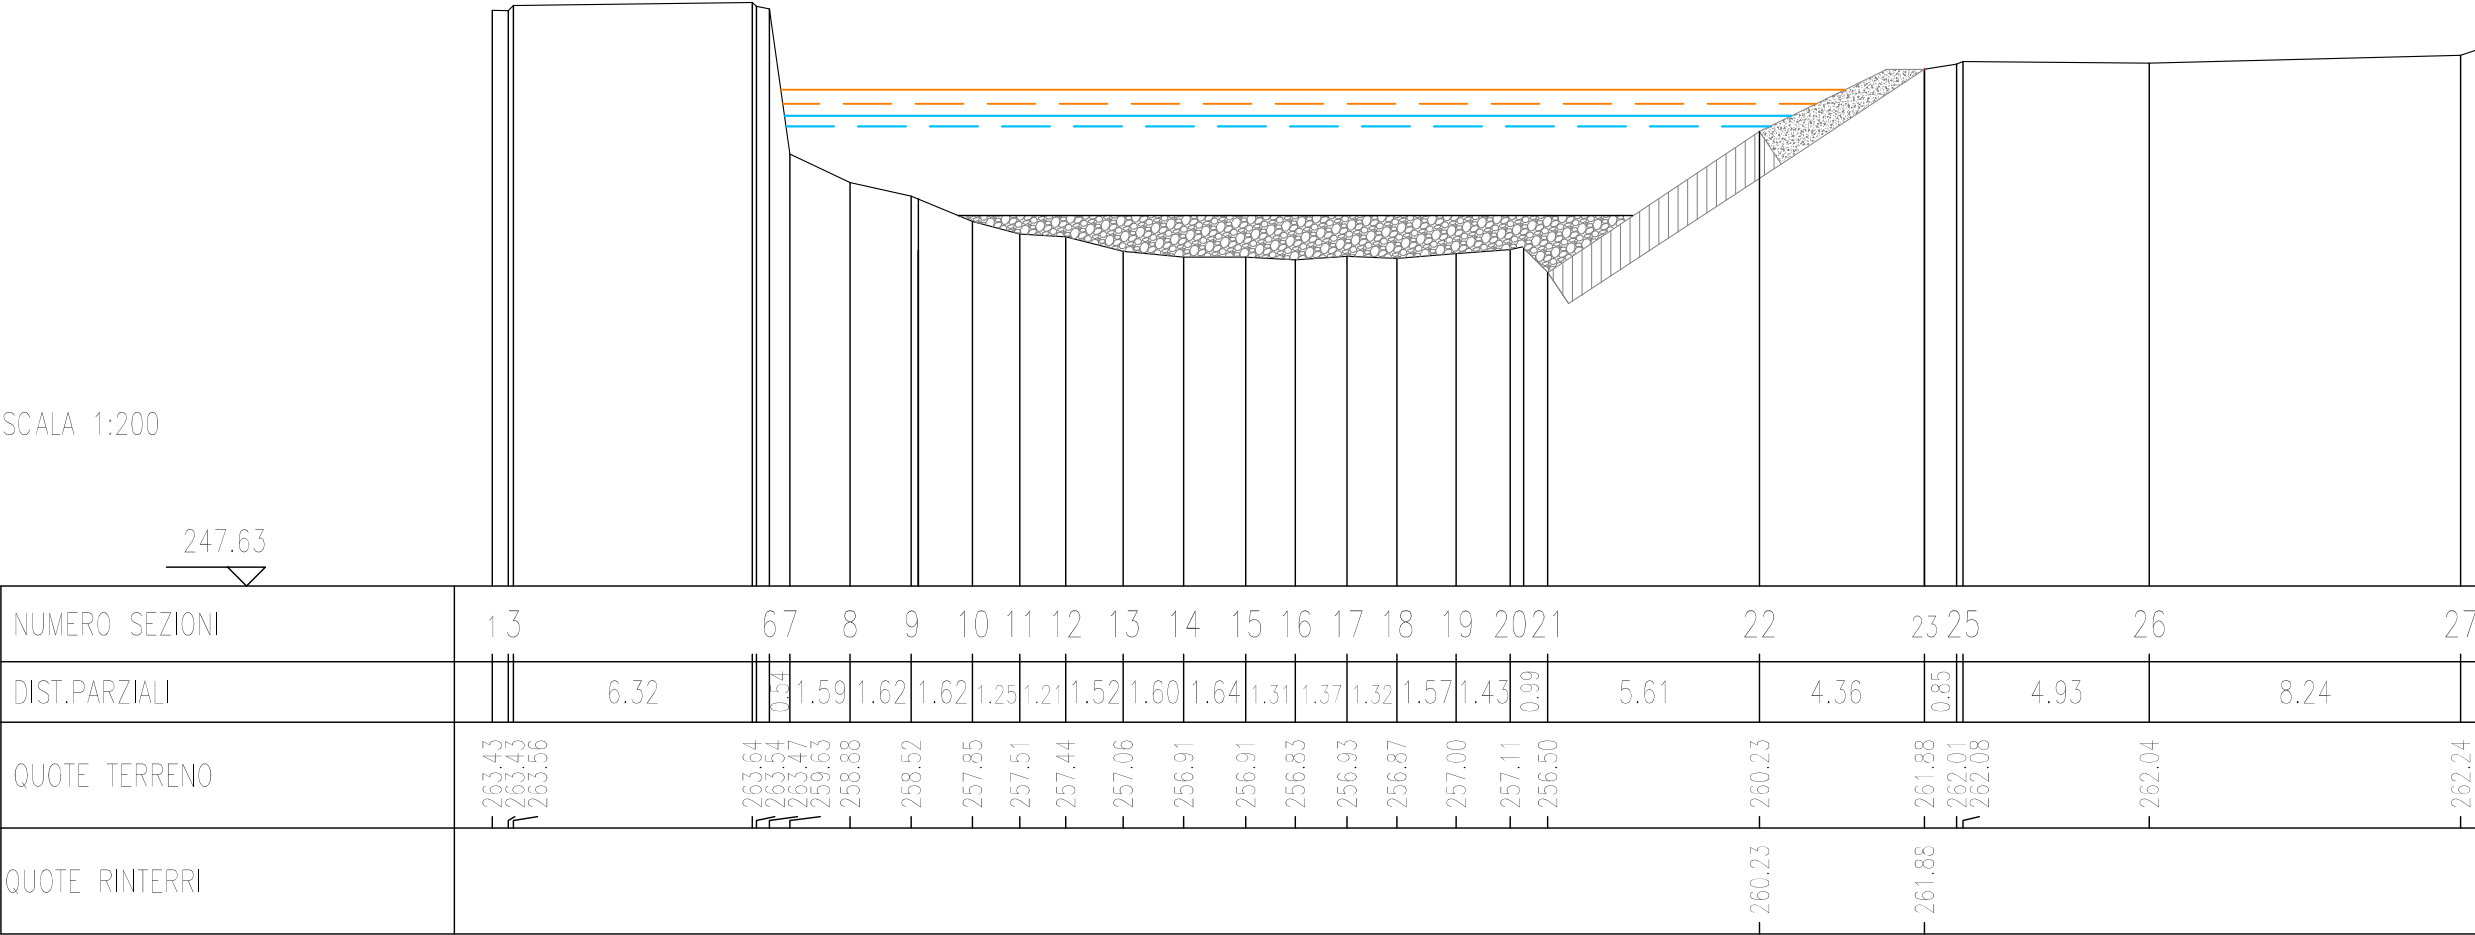 SCALA 1:200
247.63
NUMERO SEZIONI 1 3 6 7 8 9 10 11 12 13 14 15 16 17 18 19 20 21 22 23 25 26 27
DIST.PARZIALI 6.32 0.54 1.59 1.62 1.62 1.25 1.21 1.52 1.60 1.64 1.31 1.37 1.32 1.57 1.43 0.99 5.61 4.36 0.85 4.93 8.24
QUOTE TERRENO 263.43 263.43 263.56 263.64 263.54 263.47 259.63 258.88 258.52 257.85 257.51 257.44 257.06 256.91 256.91 256.83 256.93 256.87 257.00 257.11 256.50 260.23 261.88 262.01 262.08 262.04 262.24
QUOTE RINTERRI 260.23 261.88